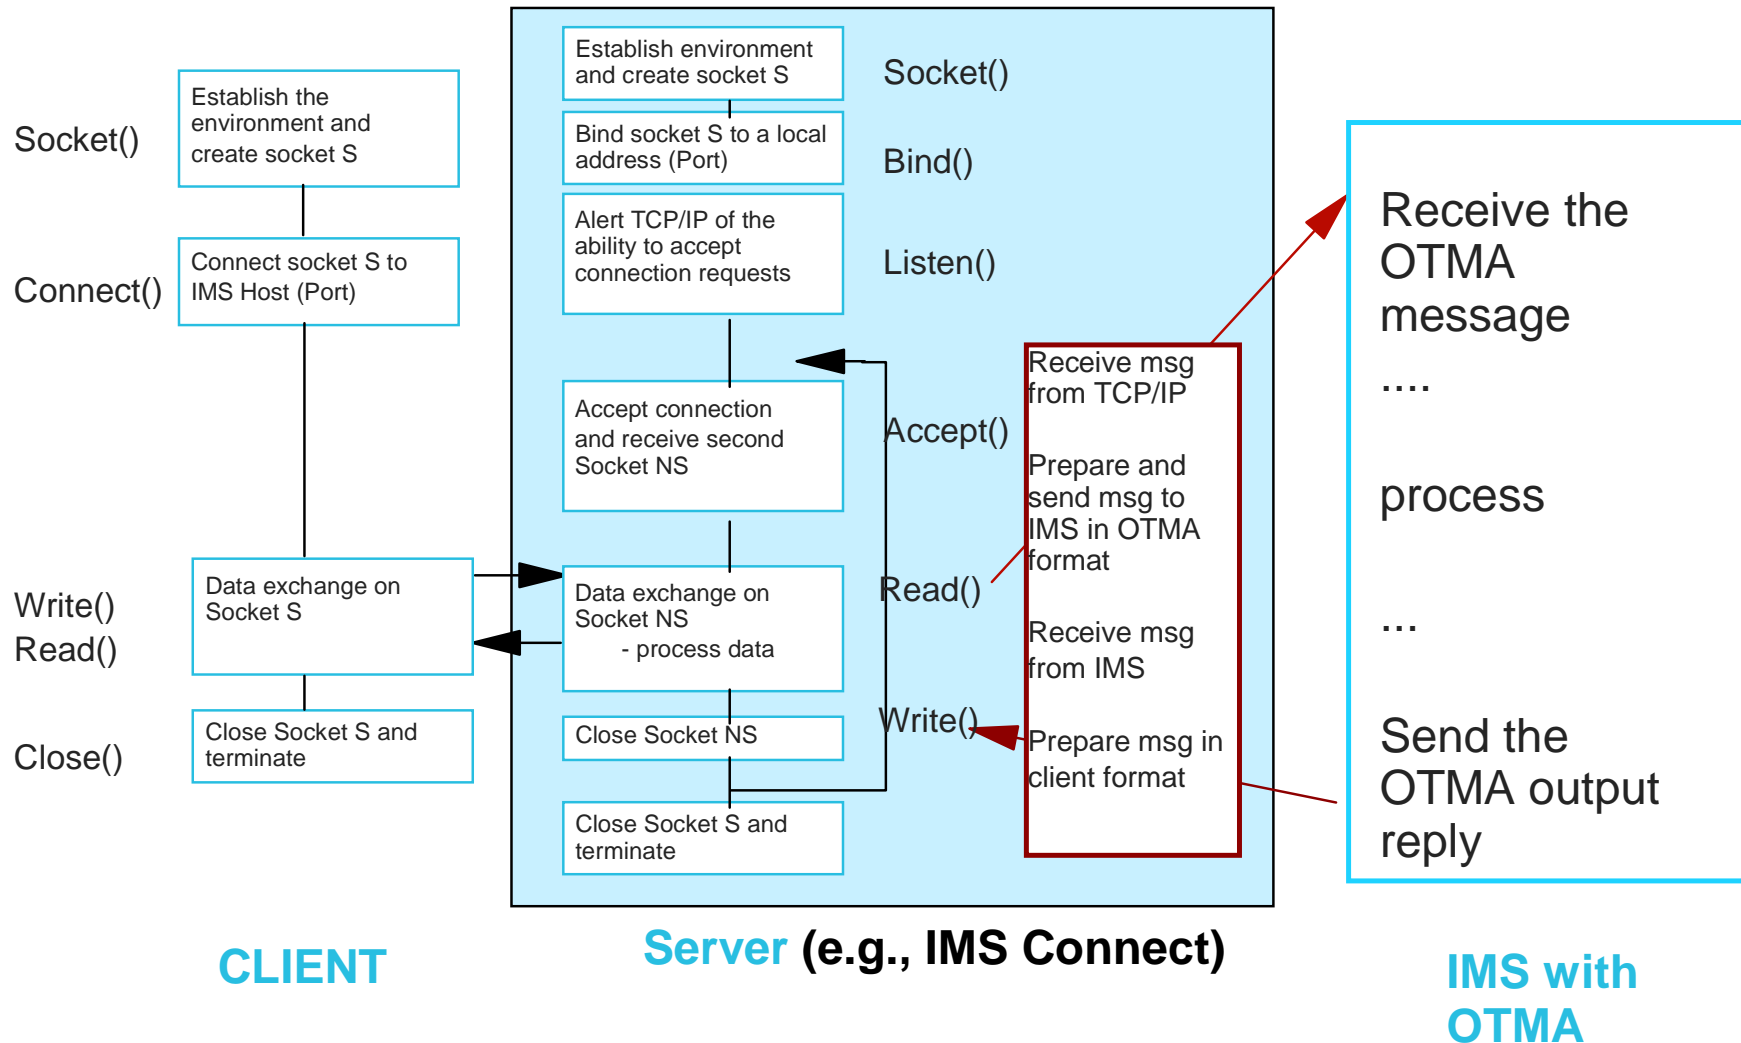 Socket()
Establish the
environment and
create socket S
Connect()
Connect socket S to
IMS Host (Port)
Write()
Read()
Data exchange on
Socket S
Close()
Close Socket S and
terminate
CLIENT
Establish environment
and create socket S
Socket()
Bind socket S to a local
address (Port)
Bind()
Alert TCP/IP of the
ability to accept
connection requests
Listen()
Accept connection
and receive second
Socket NS
Accept()
Data exchange on
Socket NS
- process data
Read()
Write()
Close Socket NS
Close Socket S and
terminate
Receive msg
from TCP/IP
Prepare and
send msg to
IMS in OTMA
format
Receive msg
from IMS
Prepare msg in
client format
Server (e.g., IMS Connect)
Receive the
OTMA
message
....
process
...
Send the
OTMA output
reply
IMS with
OTMA